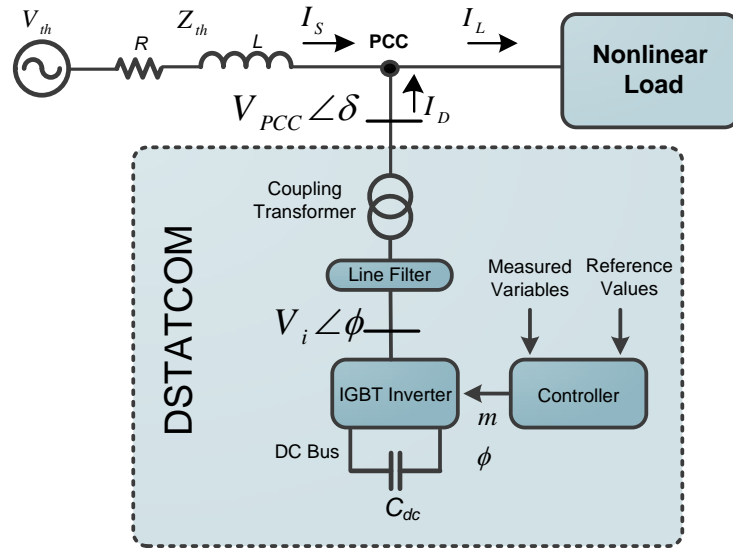 V_th
R
Z_th
L
I_S
PCC
I_L
Nonlinear
Load
V_PCC∠δ
I_D
Coupling
Transformer
DSTATCOM
Line Filter
Measured
Variables
Reference
Values
V_i∠ϕ
IGBT Inverter
Controller
m
ϕ
DC Bus
C_dc